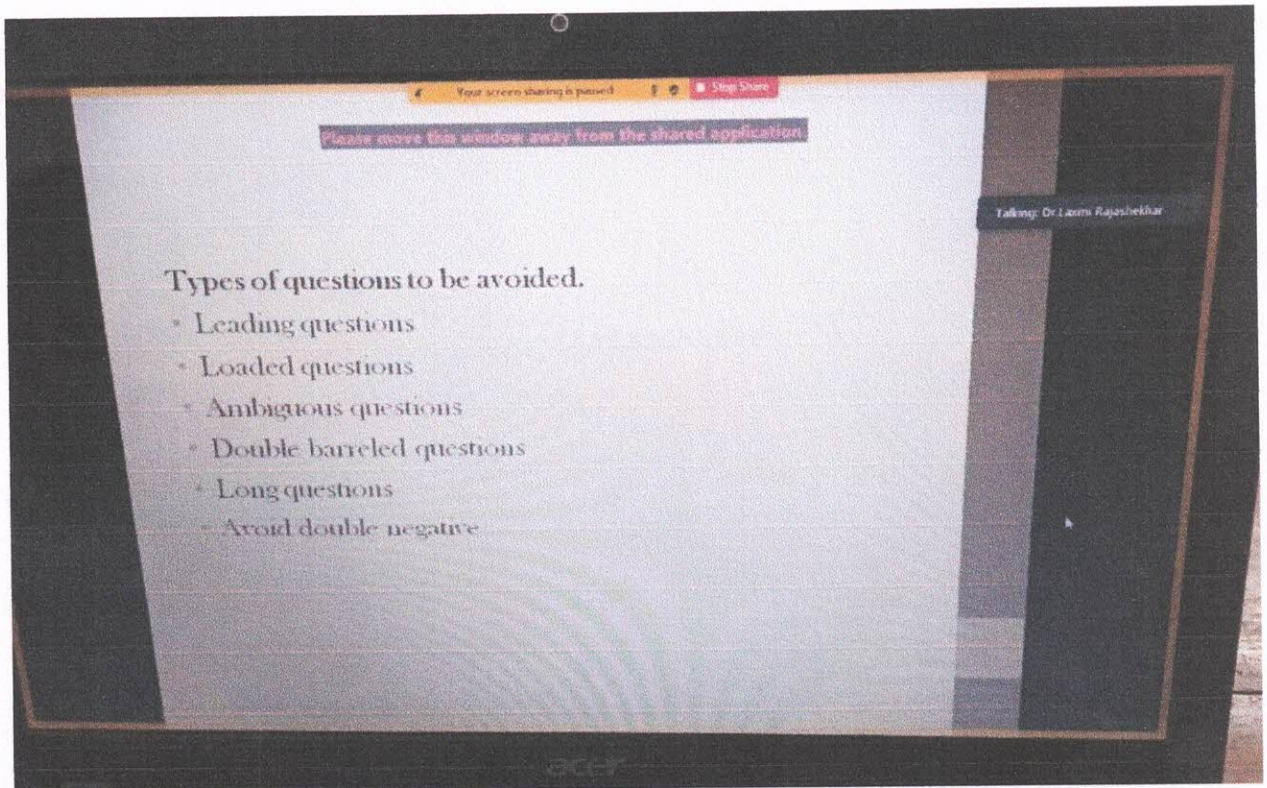 Your screen sharing is paused
Stop Share
Please move this window away from the shared application.
Talking: Dr.Laxmi Rajashekhar
Types of questions to be avoided.
• Leading questions
• Loaded questions
• Ambiguous questions
• Double barreled questions
• Long questions
• Avoid double negative
acer